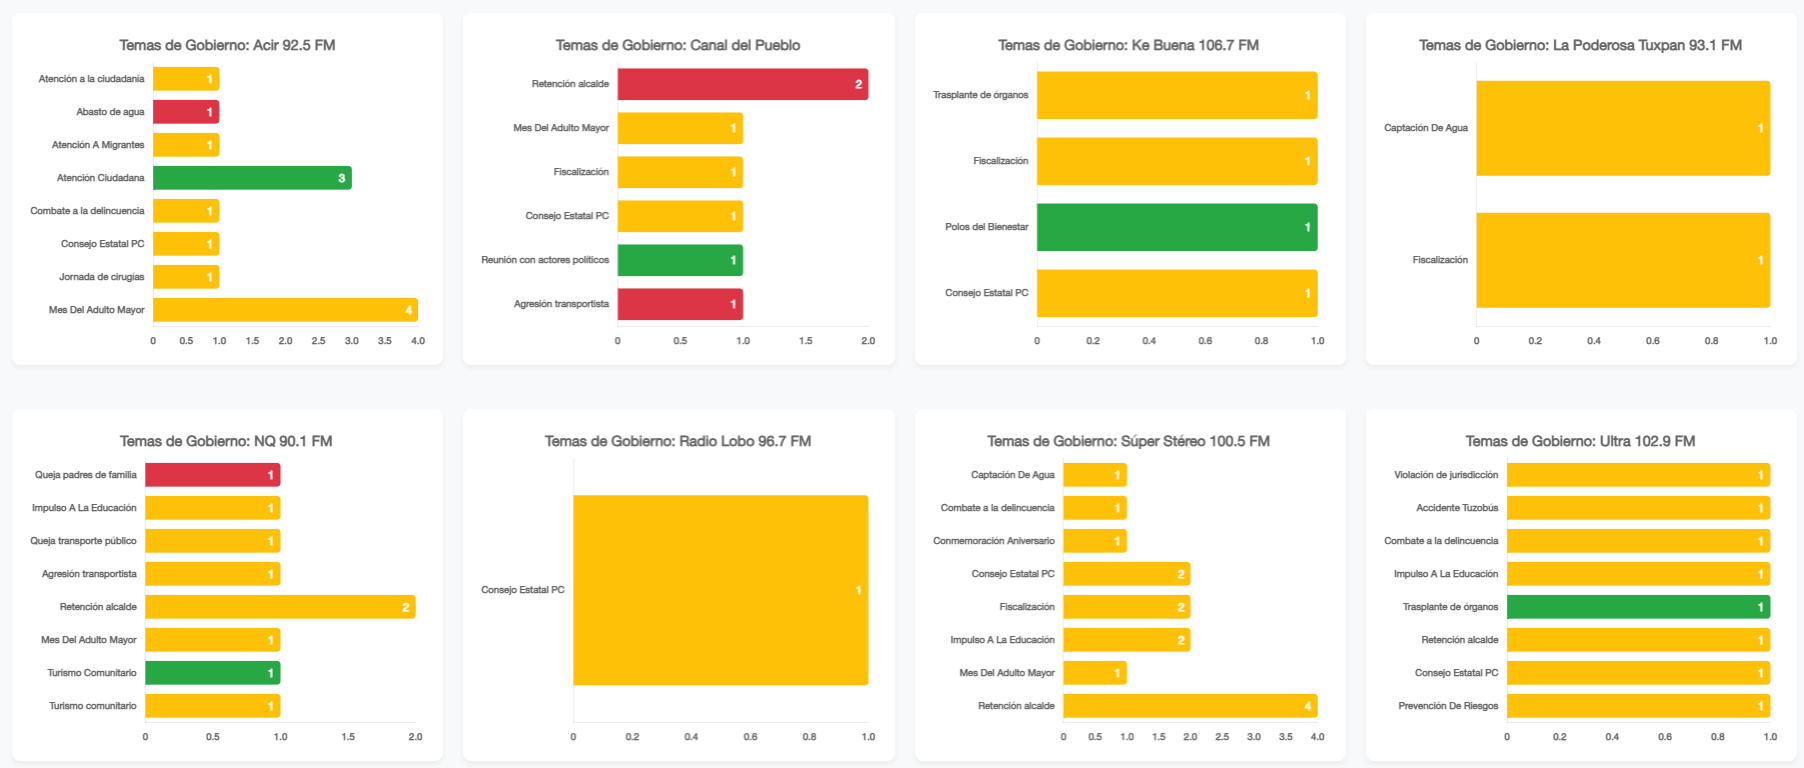 Temas de Gobierno: Acir 92.5 FM
Atención a la ciudadanía 1
Abasto de agua 1
Atención A Migrantes 1
Atención Ciudadana 3
Combate a la delincuencia 1
Consejo Estatal PC 1
Jornada de cirugías 1
Mes Del Adulto Mayor 4
0 0.5 1.0 1.5 2.0 2.5 3.0 3.5 4.0
Temas de Gobierno: Canal del Pueblo
Retención alcalde 2
Mes Del Adulto Mayor 1
Fiscalización 1
Consejo Estatal PC 1
Reunión con actores políticos 1
Agresión transportista 1
0 0.5 1.0 1.5 2.0
Temas de Gobierno: Ke Buena 106.7 FM
Trasplante de órganos 1
Fiscalización 1
Polos del Bienestar 1
Consejo Estatal PC 1
0 0.2 0.4 0.6 0.8 1.0
Temas de Gobierno: La Poderosa Tuxpan 93.1 FM
Captación De Agua 1
Fiscalización 1
0 0.2 0.4 0.6 0.8 1.0
Temas de Gobierno: NQ 90.1 FM
Queja padres de familia 1
Impulso A La Educación 1
Queja transporte público 1
Agresión transportista 1
Retención alcalde 2
Mes Del Adulto Mayor 1
Turismo Comunitario 1
Turismo comunitario 1
0 0.5 1.0 1.5 2.0
Temas de Gobierno: Radio Lobo 96.7 FM
Consejo Estatal PC 1
0 0.2 0.4 0.6 0.8 1.0
Temas de Gobierno: Súper Stéreo 100.5 FM
Captación De Agua 1
Combate a la delincuencia 1
Conmemoración Aniversario 1
Consejo Estatal PC 2
Fiscalización 2
Impulso A La Educación 2
Mes Del Adulto Mayor 1
Retención alcalde 4
0 0.5 1.0 1.5 2.0 2.5 3.0 3.5 4.0
Temas de Gobierno: Ultra 102.9 FM
Violación de jurisdicción 1
Accidente Tuzobús 1
Combate a la delincuencia 1
Impulso A La Educación 1
Trasplante de órganos 1
Retención alcalde 1
Consejo Estatal PC 1
Prevención De Riesgos 1
0 0.2 0.4 0.6 0.8 1.0